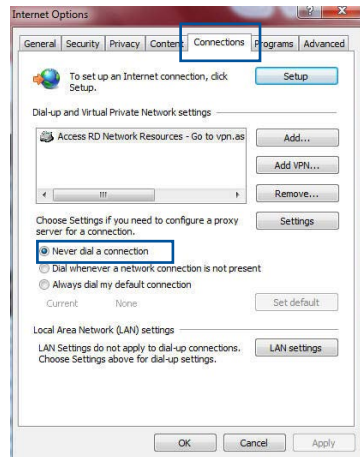 Internet Options
General Security Privacy Content Connections Programs Advanced
To set up an Internet connection, click
Setup.
Setup
Dial-up and Virtual Private Network settings
Access RD Network Resources - Go to vpn.as
Add...
Add VPN...
Remove...
Choose Settings if you need to configure a proxy
server for a connection.
Settings
Never dial a connection
Dial whenever a network connection is not present
Always dial my default connection
Current None
Set default
Local Area Network (LAN) settings
LAN Settings do not apply to dial-up connections.
Choose Settings above for dial-up settings.
LAN settings
OK Cancel Apply